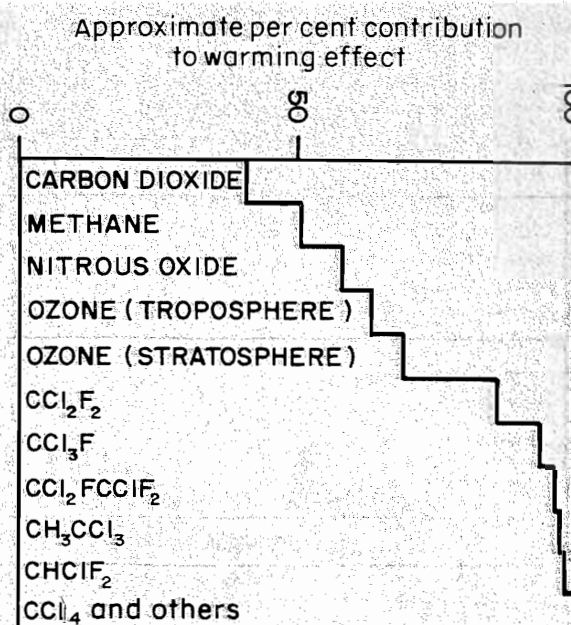 Approximate per cent contribution
to warming effect
0
50
CARBON DIOXIDE
METHANE
NITROUS OXIDE
OZONE (TROPOSPHERE)
OZONE (STRATOSPHERE)
CCl₂F₂
CCl₃F
CCl₂FCClF₂
CH₃CCl₃
CHClF₂
CCl₄ and others